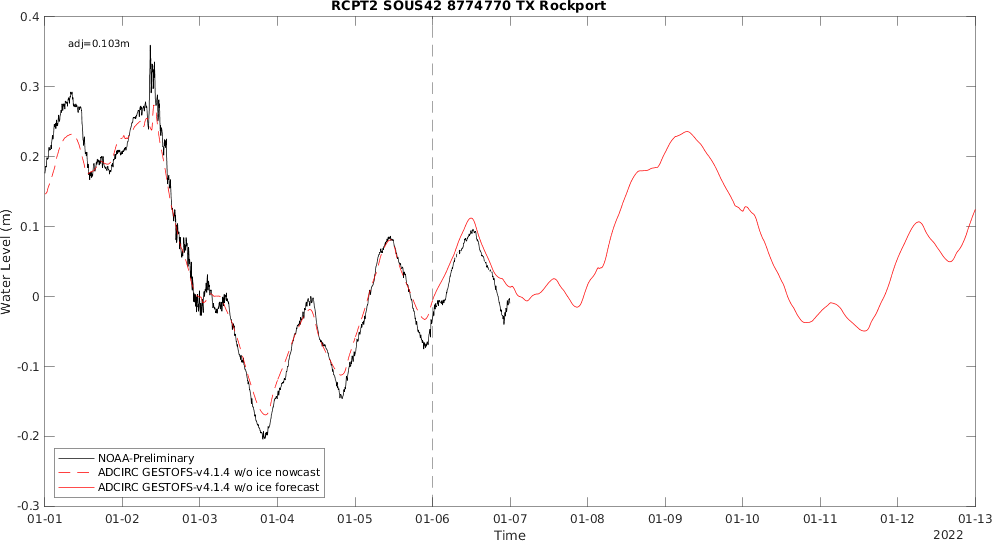 RCPT2 SOUS42 8774770 TX Rockport
adj=0.103m
0.4
0.3
0.2
0.1
0
-0.1
-0.2
-0.3
Water Level (m)
NOAA-Preliminary
ADCIRC GESTOFS-v4.1.4 w/o ice nowcast
ADCIRC GESTOFS-v4.1.4 w/o ice forecast
01-01 01-02 01-03 01-04 01-05 01-06 01-07 01-08 01-09 01-10 01-11 01-12 01-13
Time
2022